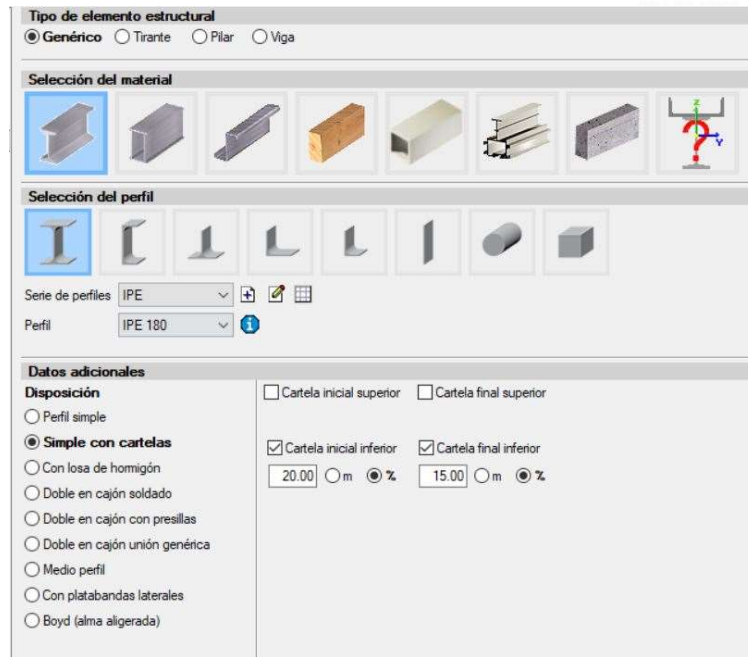 Tipo de elemento estructural
Genérico Tirante Pilar Viga
Selección del material
Z
Y
?
Selección del perfil
Serie de perfiles IPE
Perfil IPE 180
Datos adicionales
Disposición
Perfil simple
Simple con cartelas
Con losa de hormigón
Doble en cajón soldado
Doble en cajón con presillas
Doble en cajón unión genérica
Medio perfil
Con platabandas laterales
Boyd (alma aligerada)
Cartela inicial superior Cartela final superior
Cartela inicial inferior Cartela final inferior
20.00 m % 15.00 m %